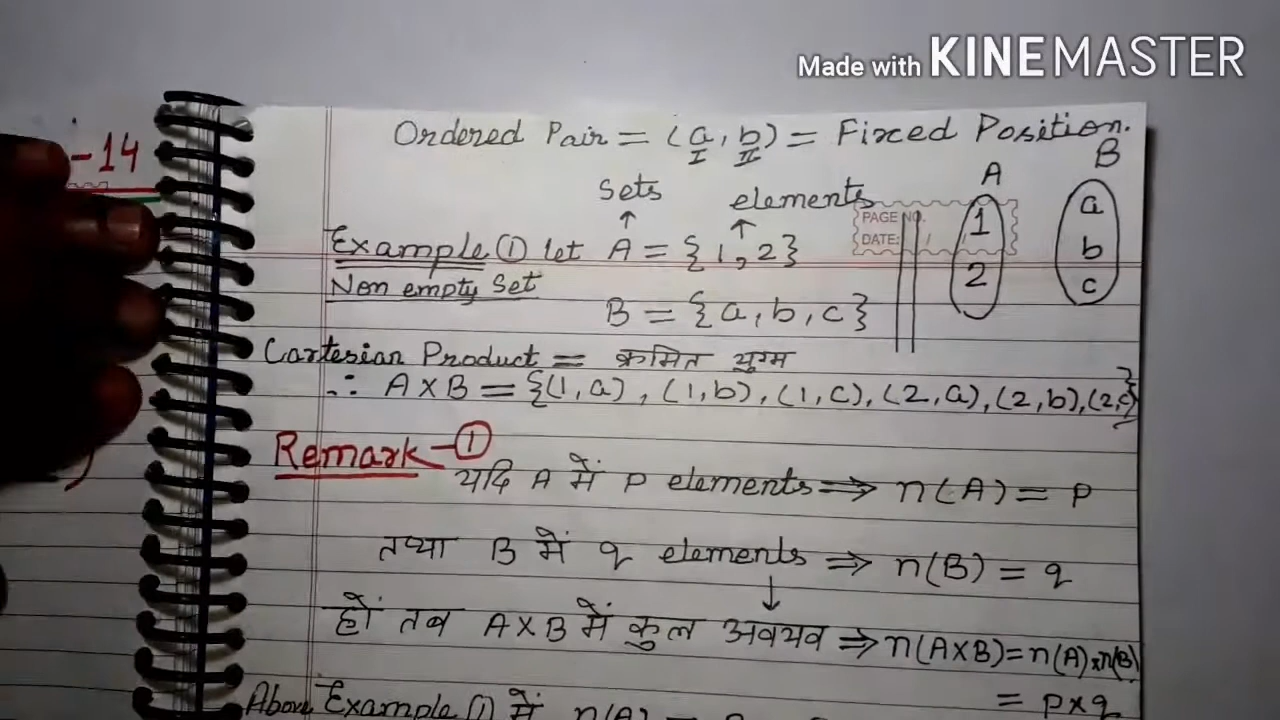 Made with KINEMASTER
-14
Ordered Pair = (a, b) = Fixed Position.
I II
Sets elements A B
↑ ↑
PAGE NO.
DATE: / /
Example ① let A = {1, 2}
Non empty Set
B = {a, b, c}
1
2
a
b
c
Cartesian Product = क्रमित युग्म
∴ A×B = {(1,a), (1,b), (1,c), (2,a), (2,b), (2,c)}
Remark-①
यदि A में P elements ⇒ n(A) = P
तथ्या B में q elements ⇒ n(B) = q
↓
हों तब A×B में कुल अवयव ⇒ n(A×B)=n(A)×n(B)
= p×q
Above Example ① में n(A) =